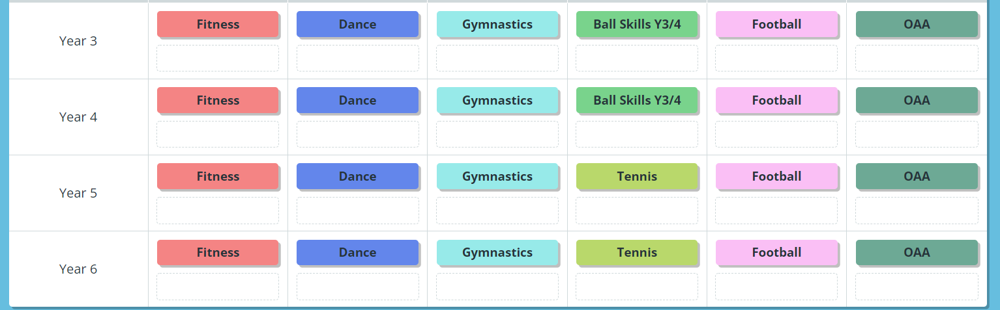 Year 3 Fitness Dance Gymnastics Ball Skills Y3/4 Football OAA
Year 4 Fitness Dance Gymnastics Ball Skills Y3/4 Football OAA
Year 5 Fitness Dance Gymnastics Tennis Football OAA
Year 6 Fitness Dance Gymnastics Tennis Football OAA